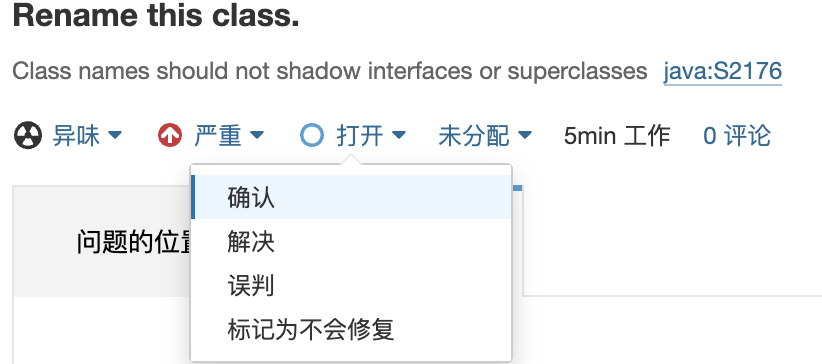 Rename this class.
Class names should not shadow interfaces or superclasses java:S2176
异味 严重 打开 未分配 5min 工作 0 评论
确认
问题的位
解决
误判
标记为不会修复